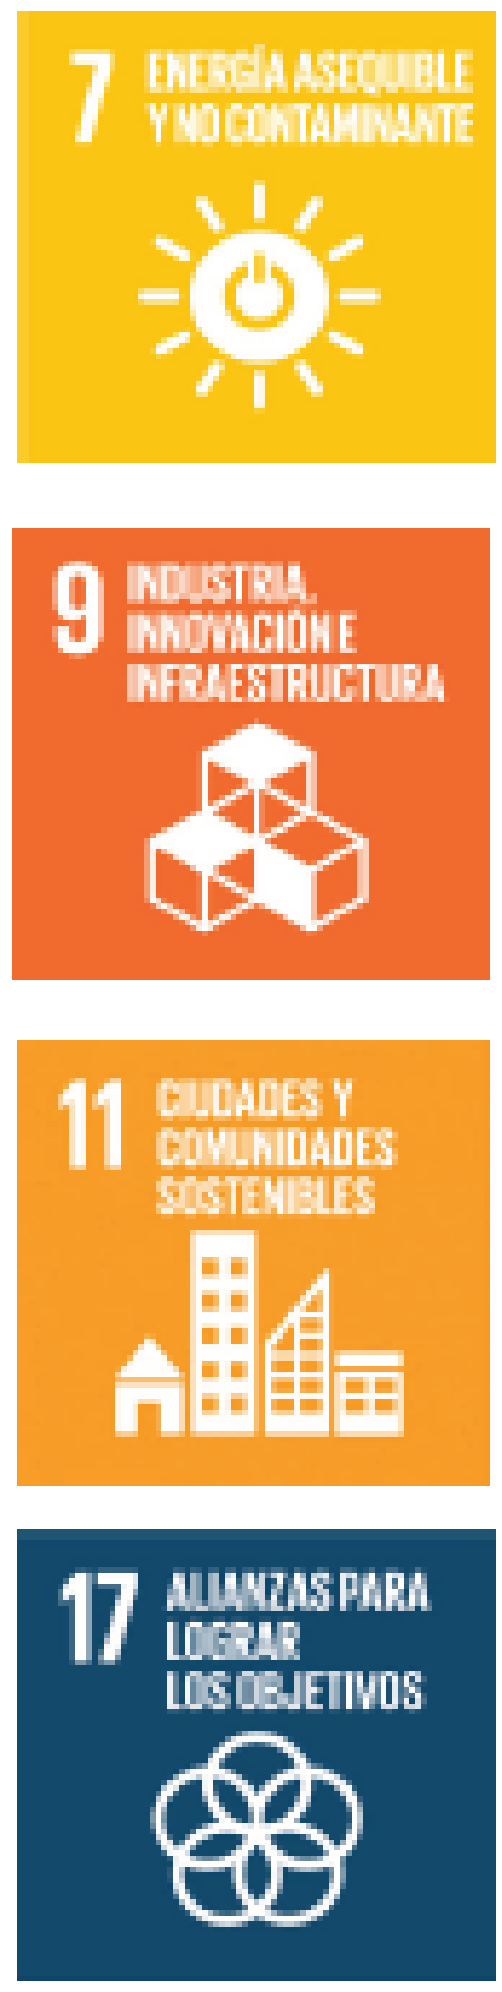 7
ENERGÍA ASEQUIBLE
Y NO CONTAMINANTE
9
INDUSTRIA,
INNOVACIÓN E
INFRAESTRUCTURA
11
CIUDADES Y
COMUNIDADES
SOSTENIBLES
17
ALIANZAS PARA
LOGRAR
LOS OBJETIVOS